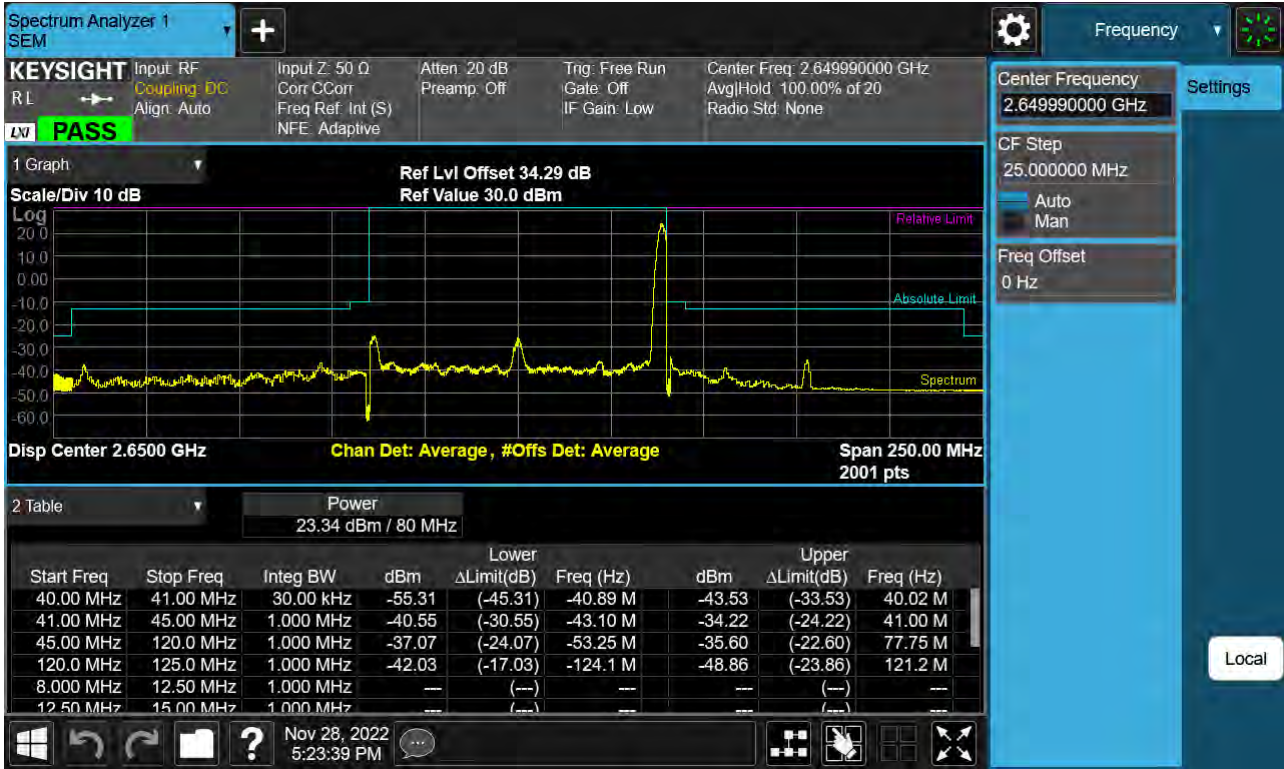 Spectrum Analyzer 1
SEM
+
Frequency
KEYSIGHT
R L
LXI
PASS
Input: RF
Coupling: DC
Align: Auto
Input Z: 50 Ω
Corr CCorr
Freq Ref: Int (S)
NFE: Adaptive
Atten: 20 dB
Preamp: Off
Trig: Free Run
Gate: Off
IF Gain: Low
Center Freq: 2.649990000 GHz
Avg|Hold: 100.00% of 20
Radio Std: None
Center Frequency
2.649990000 GHz
Settings
CF Step
25.000000 MHz
Auto
Man
Freq Offset
0 Hz
Local
1 Graph
Scale/Div 10 dB
Ref Lvl Offset 34.29 dB
Ref Value 30.0 dBm
Log
20.0
10.0
0.00
-10.0
-20.0
-30.0
-40.0
-50.0
-60.0
Relative Limit
Absolute Limit
Spectrum
Disp Center 2.6500 GHz
Chan Det: Average, #Offs Det: Average
Span 250.00 MHz
2001 pts
2 Table
Power
23.34 dBm / 80 MHz
Lower Upper
Start Freq Stop Freq Integ BW dBm ΔLimit(dB) Freq (Hz) dBm ΔLimit(dB) Freq (Hz)
40.00 MHz 41.00 MHz 30.00 kHz -55.31 (-45.31) -40.89 M -43.53 (-33.53) 40.02 M
41.00 MHz 45.00 MHz 1.000 MHz -40.55 (-30.55) -43.10 M -34.22 (-24.22) 41.00 M
45.00 MHz 120.0 MHz 1.000 MHz -37.07 (-24.07) -53.25 M -35.60 (-22.60) 77.75 M
120.0 MHz 125.0 MHz 1.000 MHz -42.03 (-17.03) -124.1 M -48.86 (-23.86) 121.2 M
8.000 MHz 12.50 MHz 1.000 MHz --- (---) --- --- (---) ---
12.50 MHz 15.00 MHz 1.000 MHz --- (---) --- --- (---) ---
?
Nov 28, 2022
5:23:39 PM